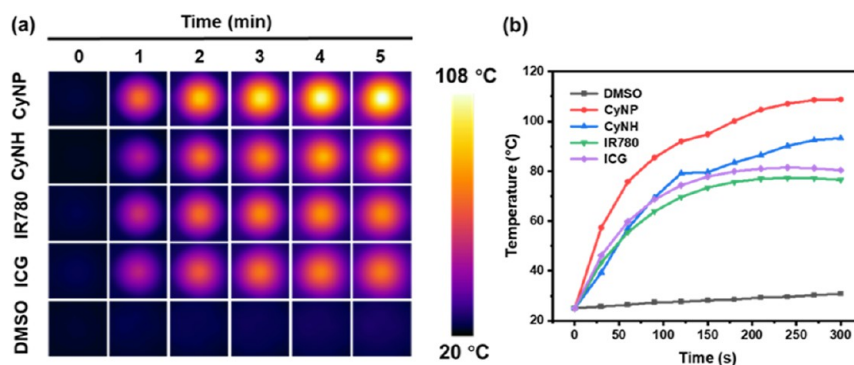 (a)
Time (min)
0 1 2 3 4 5
CyNP
CyNH
IR780
ICG
DMSO
108 °C
20 °C
(b)
DMSO
CyNP
CyNH
IR780
ICG
Temperature (°C)
120
100
80
60
40
20
0 50 100 150 200 250 300
Time (s)